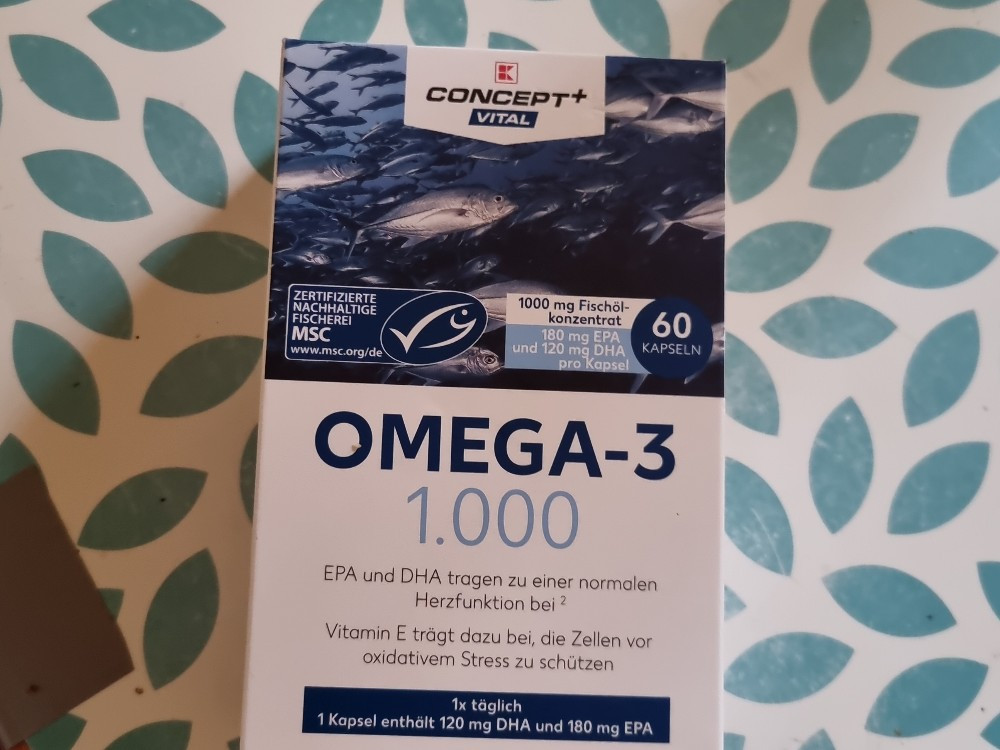 K
CONCEPT+
VITAL
ZERTIFIZIERTE
NACHHALTIGE
FISCHEREI
MSC
www.msc.org/de
1000 mg Fischöl-
konzentrat
180 mg EPA
und 120 mg DHA
pro Kapsel
60
KAPSELN
OMEGA-3
1.000
EPA und DHA tragen zu einer normalen
Herzfunktion bei ²
Vitamin E trägt dazu bei, die Zellen vor
oxidativem Stress zu schützen
1x täglich
1 Kapsel enthält 120 mg DHA und 180 mg EPA